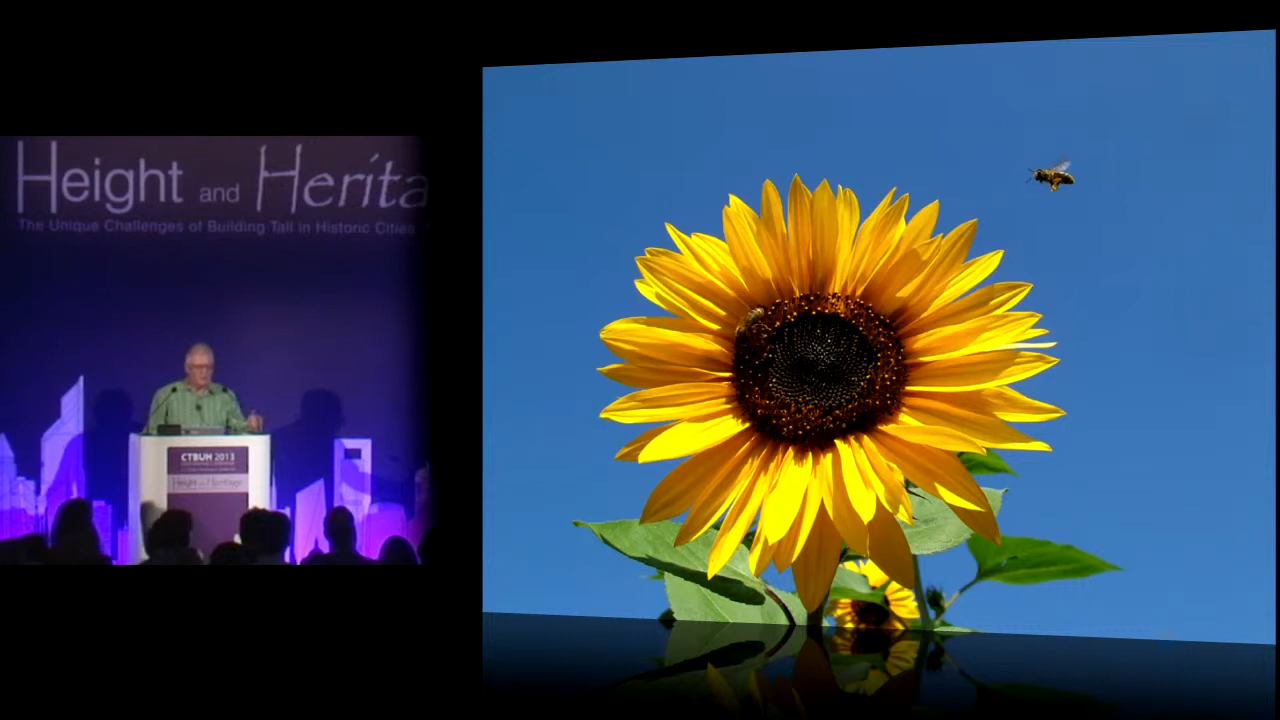 Height and Herita
The Unique Challenges of Building Tall in Historic Cities
CTBUH 2013
Height and Heritage